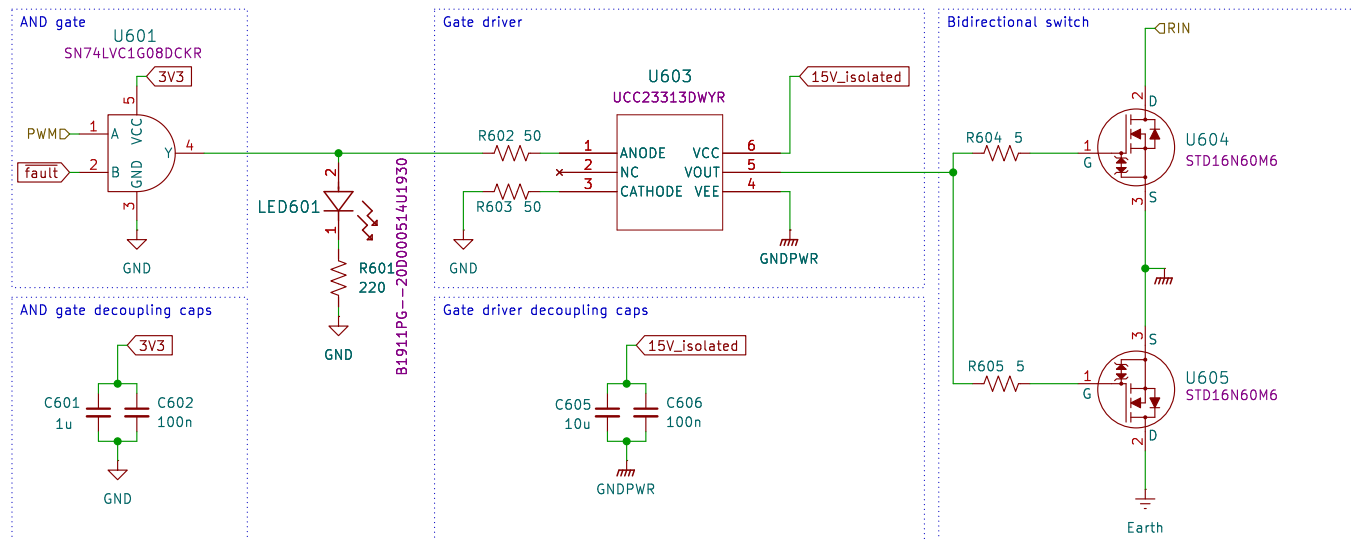 AND gate
U601
SN74LVC1G08DCKR
3V3
5
PWM
1
A
VCC
Y
4
fault
2
B
GND
3
GND
2
LED601
1
B1911PG--20D000514U1930
R601
220
GND
Gate driver
U603
UCC23313DWYR
15V_isolated
R602 50
1
ANODE
VCC
6
2
NC
VOUT
5
3
CATHODE
VEE
4
R603 50
GND
GNDPWR
Bidirectional switch
RIN
2
D
R604 5
1
G
U604
STD16N60M6
3
S
3
S
R605 5
1
G
U605
STD16N60M6
2
D
Earth
AND gate decoupling caps
3V3
C601
1u
C602
100n
GND
Gate driver decoupling caps
15V_isolated
C605
10u
C606
100n
GNDPWR